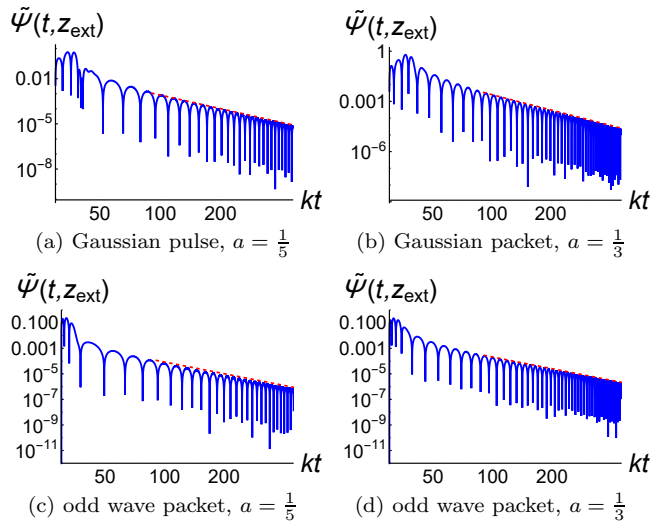 Ψ̃(t,z_ext)
0.01
10^-5
10^-8
50 100 200 kt
(a) Gaussian pulse, a = 1/5
Ψ̃(t,z_ext)
1
0.001
10^-6
50 100 200 kt
(b) Gaussian packet, a = 1/3
Ψ̃(t,z_ext)
0.100
0.001
10^-5
10^-7
10^-9
10^-11
50 100 200 kt
(c) odd wave packet, a = 1/5
Ψ̃(t,z_ext)
0.100
0.001
10^-5
10^-7
10^-9
10^-11
50 100 200 kt
(d) odd wave packet, a = 1/3